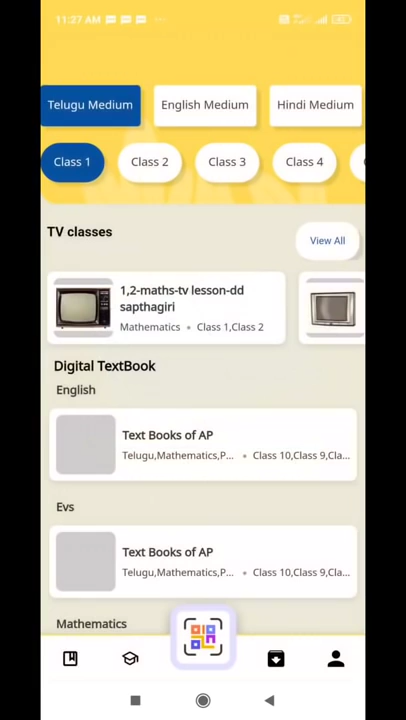 11:27 AM
Telugu Medium English Medium Hindi Medium
Class 1 Class 2 Class 3 Class 4
TV classes
View All
1,2-maths-tv lesson-dd
sapthagiri
Mathematics • Class 1,Class 2
Digital TextBook
English
Text Books of AP
Telugu,Mathematics,P... • Class 10,Class 9,Cla...
Evs
Text Books of AP
Telugu,Mathematics,P... • Class 10,Class 9,Cla...
Mathematics